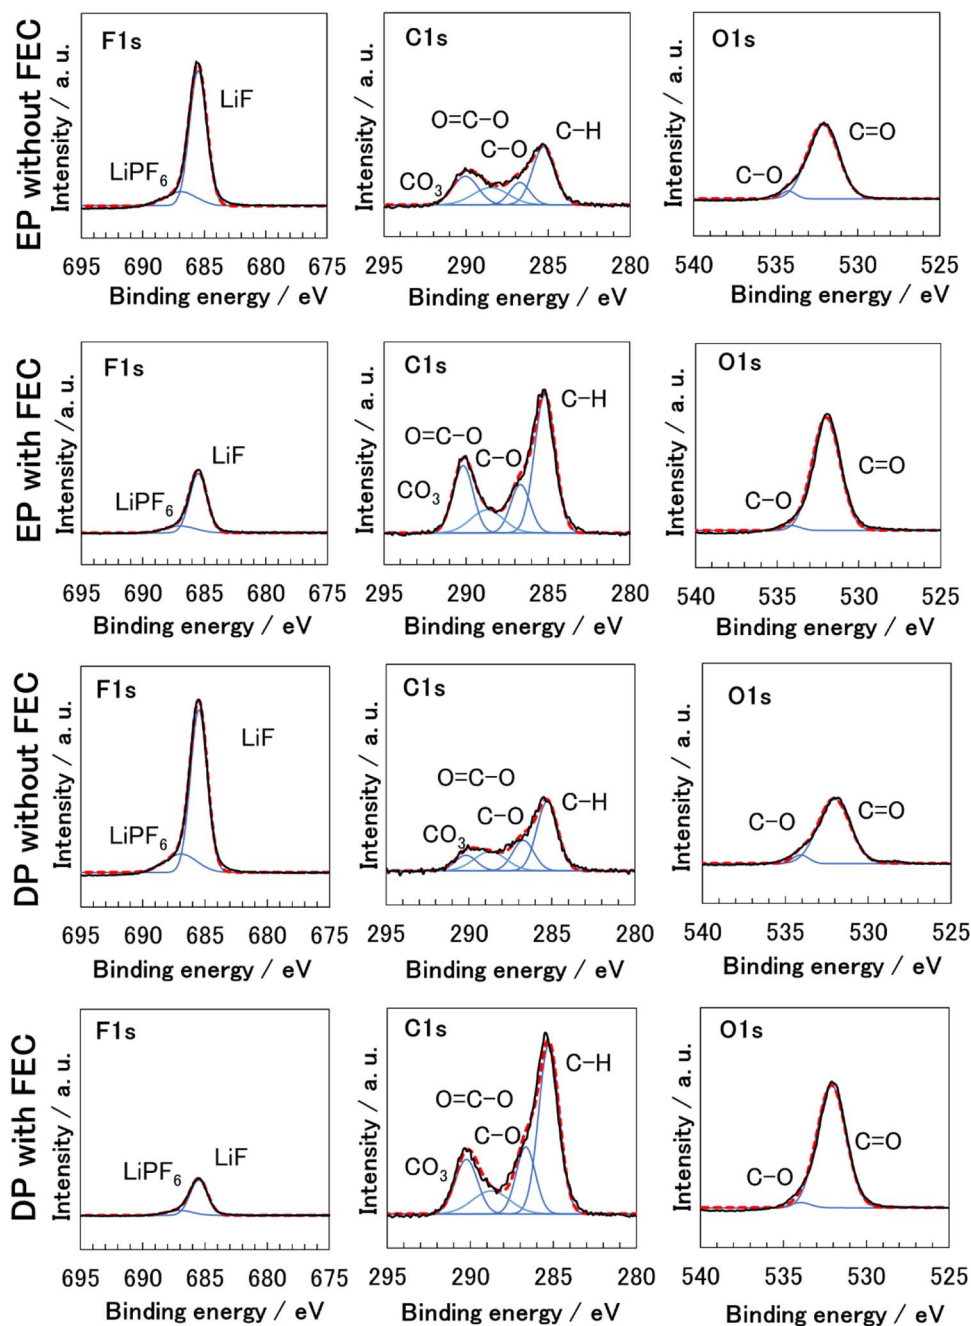 EP without FEC
F1s
LiF
LiPF6
Intensity / a. u.
695 690 685 680 675
Binding energy / eV
C1s
O=C-O
C-O
C-H
CO3
Intensity / a. u.
295 290 285 280
Binding energy / eV
O1s
C=O
C-O
Intensity / a. u.
540 535 530 525
Binding energy / eV
EP with FEC
F1s
LiF
LiPF6
Intensity / a. u.
695 690 685 680 675
Binding energy / eV
C1s
C-H
O=C-O
C-O
CO3
Intensity / a. u.
295 290 285 280
Binding energy / eV
O1s
C=O
C-O
Intensity / a. u.
540 535 530 525
Binding energy / eV
DP without FEC
F1s
LiF
LiPF6
Intensity / a. u.
695 690 685 680 675
Binding energy / eV
C1s
O=C-O
C-O
C-H
CO3
Intensity / a. u.
295 290 285 280
Binding energy / eV
O1s
C-O
C=O
Intensity / a. u.
540 535 530 525
Binding energy / eV
DP with FEC
F1s
LiPF6
LiF
Intensity / a. u.
695 690 685 680 675
Binding energy / eV
C1s
C-H
O=C-O
C-O
CO3
Intensity / a. u.
295 290 285 280
Binding energy / eV
O1s
C=O
C-O
Intensity / a. u.
540 535 530 525
Binding energy / eV